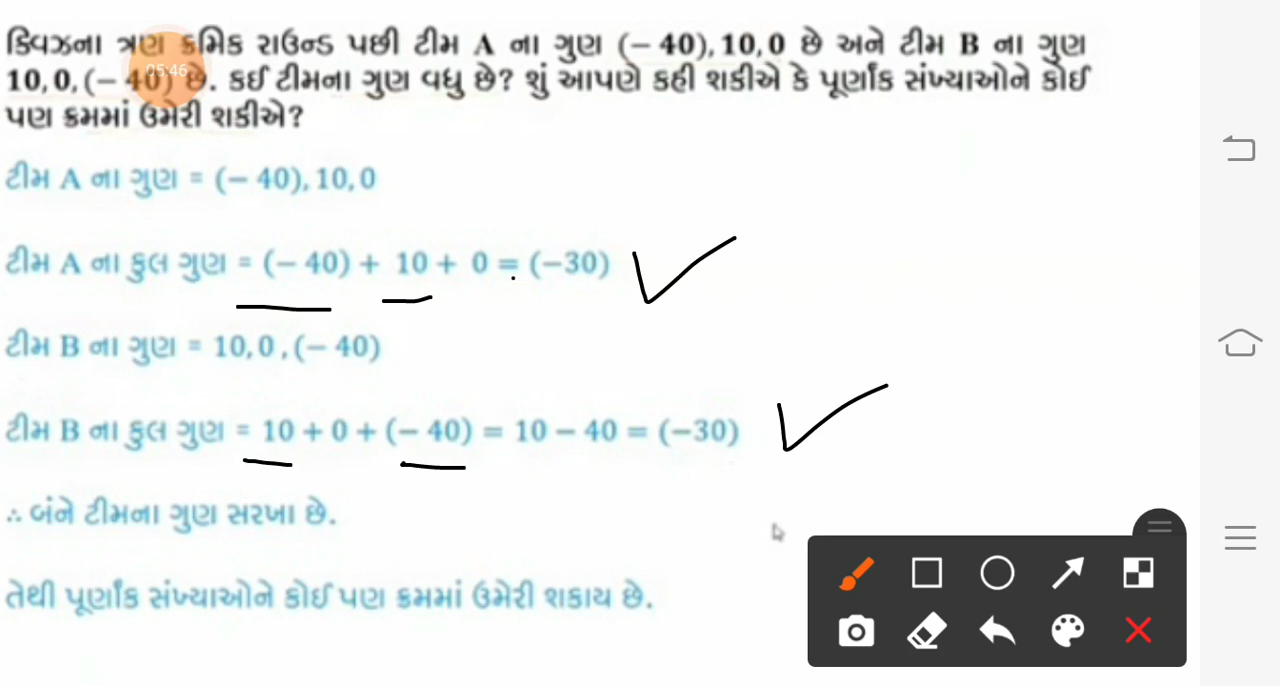 ક્વિઝના ત્રણ ક્રમિક રાઉન્ડ પછી ટીમ A ના ગુણ (− 40), 10, 0 છે અને ટીમ B ના ગુણ
10, 0, (− 40) છે. કઈ ટીમના ગુણ વધુ છે? શું આપણે કહી શકીએ કે પૂર્ણાંક સંખ્યાઓને કોઈ
પણ ક્રમમાં ઉમેરી શકીએ?
05:46
ટીમ A ના ગુણ = (− 40), 10, 0
ટીમ A ના કુલ ગુણ = (− 40) + 10 + 0 = (−30)
ટીમ B ના ગુણ = 10, 0 , (− 40)
ટીમ B ના કુલ ગુણ = 10 + 0 + (− 40) = 10 − 40 = (−30)
∴ બંને ટીમના ગુણ સરખા છે.
તેથી પૂર્ણાંક સંખ્યાઓને કોઈ પણ ક્રમમાં ઉમેરી શકાય છે.